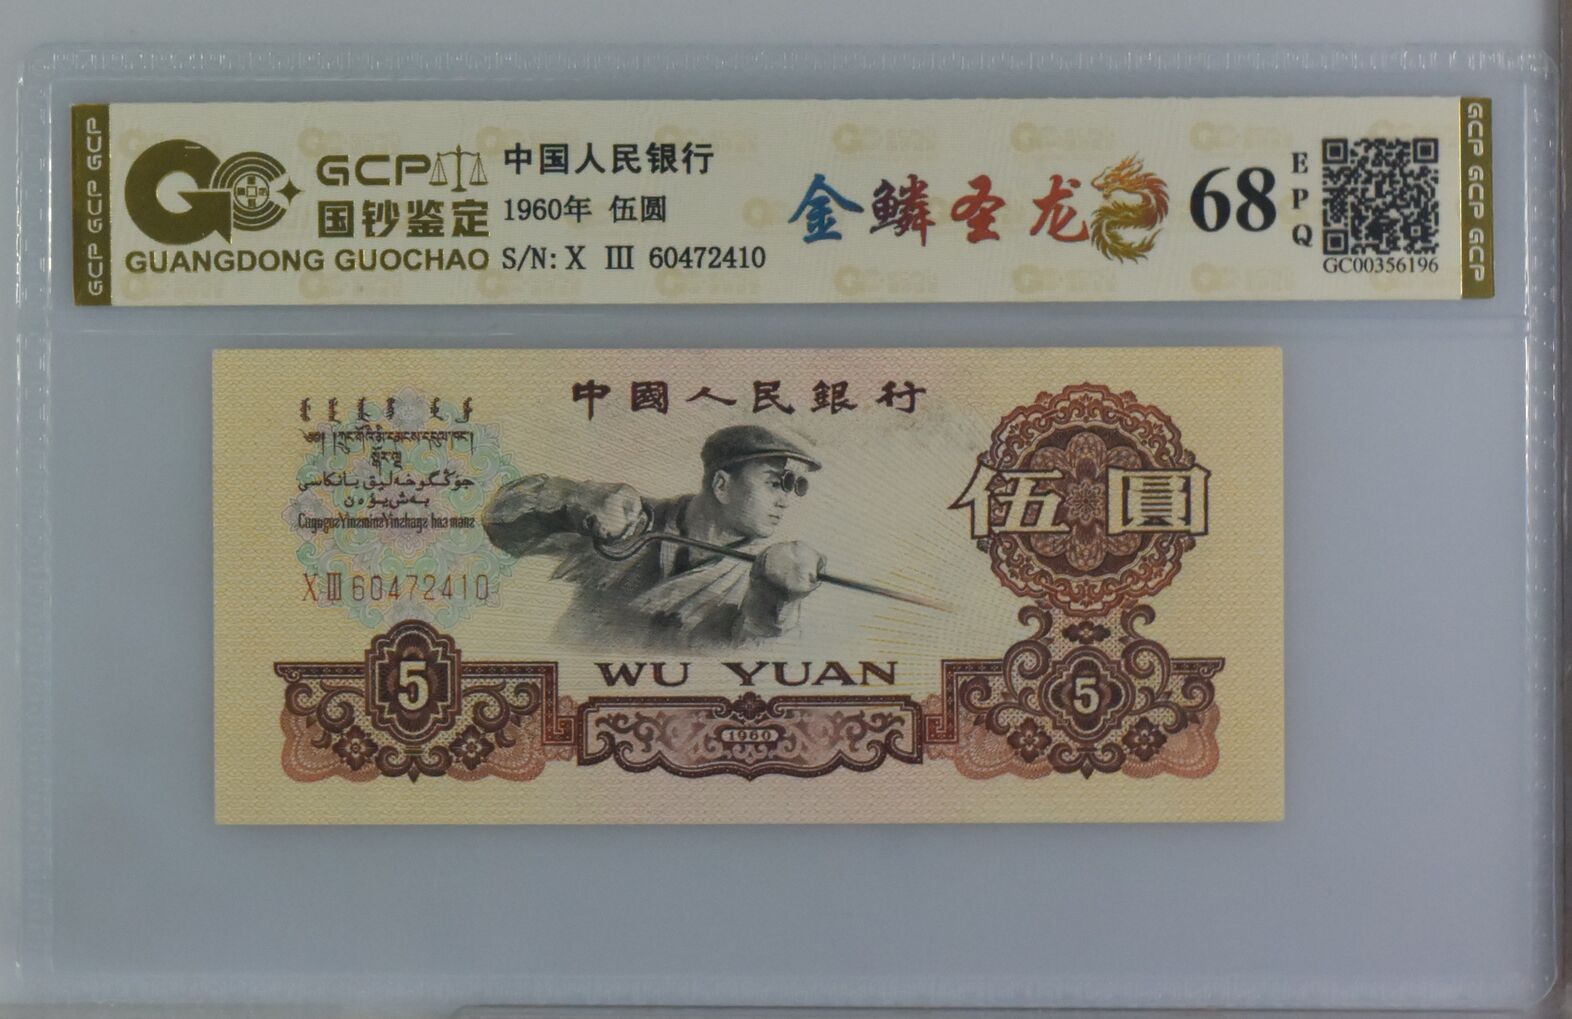 GCP GCP GCP
GC
GCP
国钞鉴定
GUANGDONG GUOCHAO
中国人民银行
1960年 伍圆
S/N: X III 60472410
金鳞圣龙
68
EPQ
GC00356196
GCP GCP GCP
中國人民銀行
伍圓
X III 60472410
5
WU YUAN
5
1960